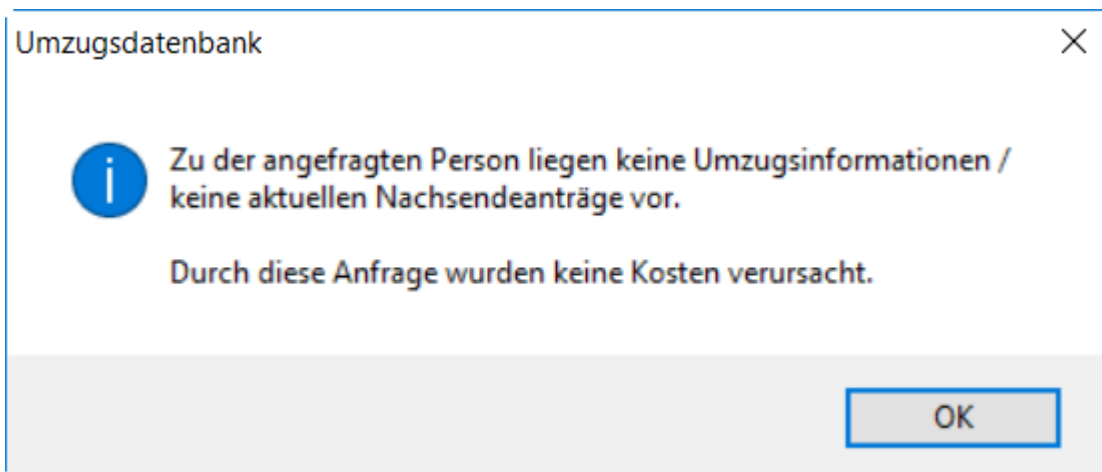 Umzugsdatenbank
Zu der angefragten Person liegen keine Umzugsinformationen /
keine aktuellen Nachsendeanträge vor.
Durch diese Anfrage wurden keine Kosten verursacht.
OK